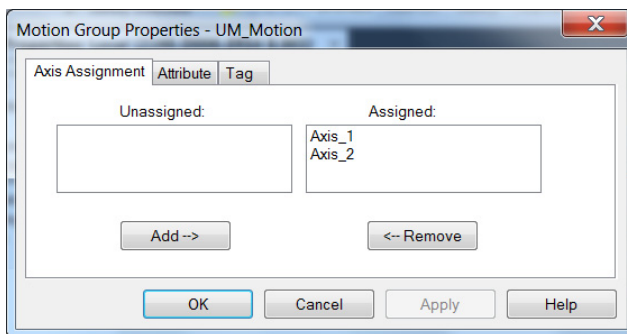 Motion Group Properties - UM_Motion
Axis Assignment Attribute Tag
Unassigned: Assigned:
Axis_1
Axis_2
Add --> <-- Remove
OK Cancel Apply Help